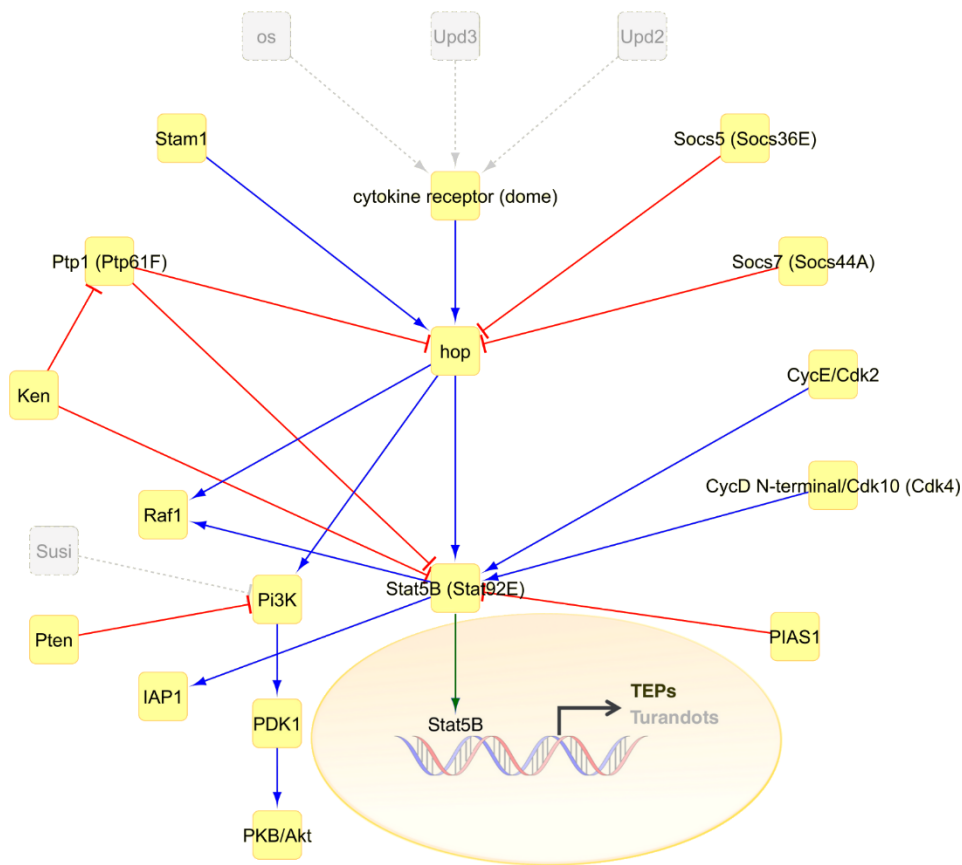 os
Upd3
Upd2
Stam1
Socs5 (Socs36E)
cytokine receptor (dome)
Ptp1 (Ptp61F)
Socs7 (Socs44A)
hop
Ken
CycE/Cdk2
CycD N-terminal/Cdk10 (Cdk4)
Raf1
Susi
Pi3K
Stat5B (Stat92E)
Pten
PIAS1
IAP1
TEPs
Turandots
PDK1
Stat5B
PKB/Akt